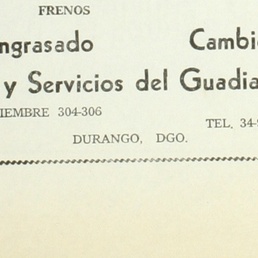 FRENOS
ngrasado Cambi
y Servicios del Guadia
IEMBRE 304-306
TEL. 34-
DURANGO, DGO.